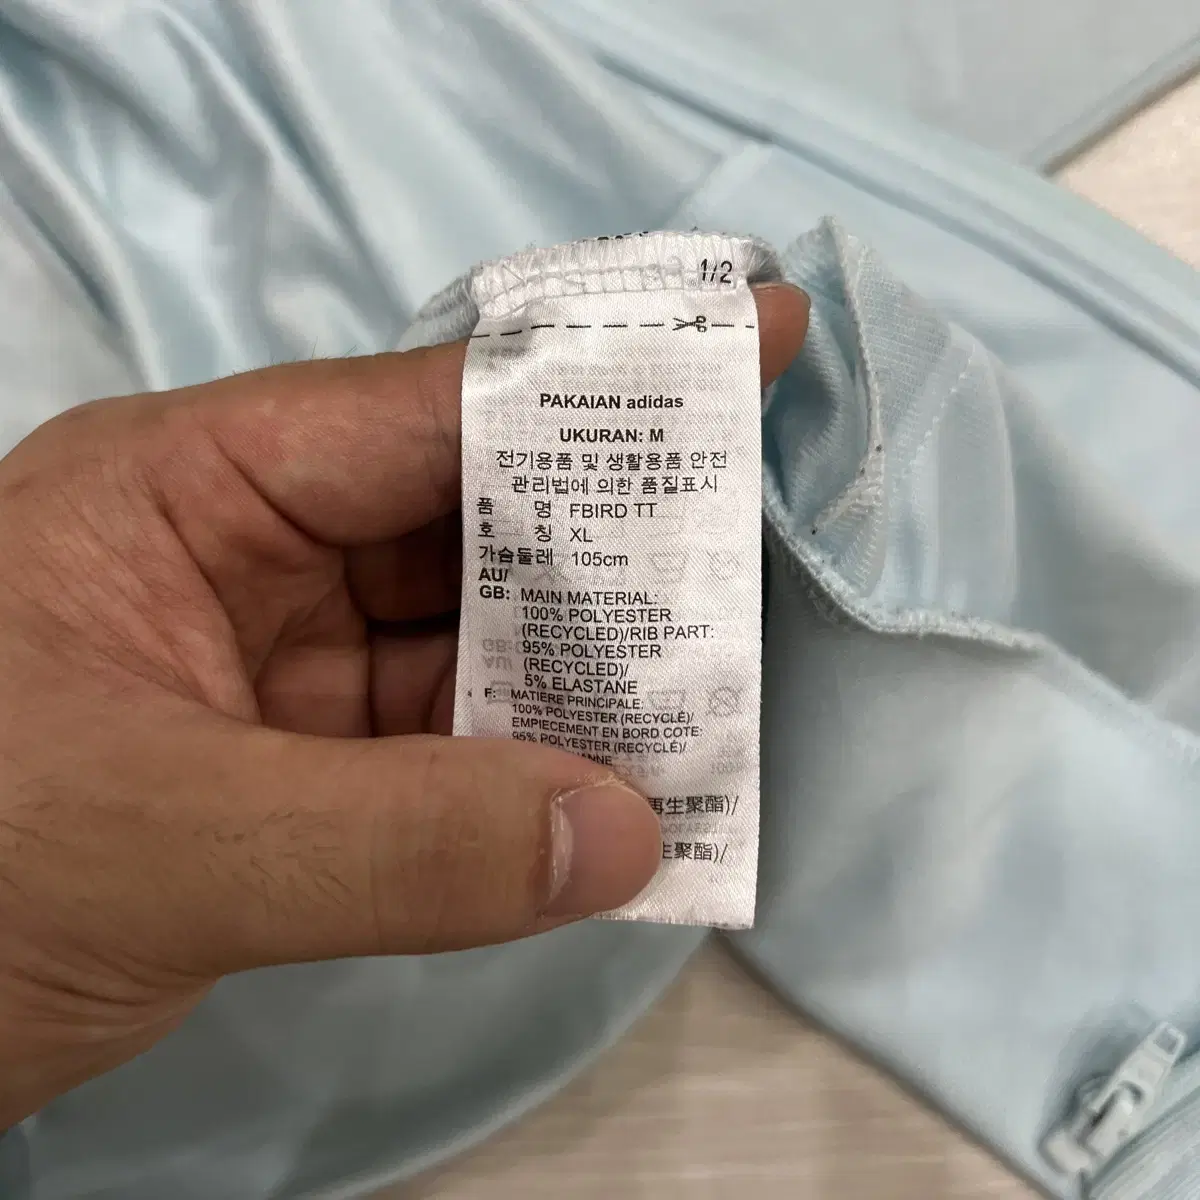 1/2
PAKAIAN adidas
UKURAN: M
전기용품 및 생활용품 안전
관리법에 의한 품질표시
품 명 FBIRD TT
호 칭 XL
가슴둘레 105cm
AU/
GB: MAIN MATERIAL:
100% POLYESTER
(RECYCLED)/RIB PART:
95% POLYESTER
(RECYCLED)/
5% ELASTANE
F: MATIERE PRINCIPALE:
100% POLYESTER (RECYCLÉ)/
EMPIECEMENT EN BORD COTE:
95% POLYESTER (RECYCLÉ)/
再生聚酯)/
生聚酯)/